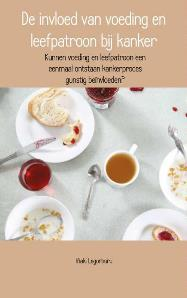 De invloed van voeding en
leefpatroon bij kanker
Kunnen voeding en leefpatroon een
eenmaal ontstaan kankerproces
gunstig beïnvloeden?